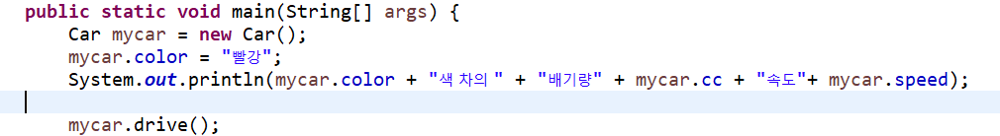 public static void main(String[] args) {
Car mycar = new Car();
mycar.color = "빨강";
System.out.println(mycar.color + "색 차의 " + "배기량" + mycar.cc + "속도"+ mycar.speed);
mycar.drive();